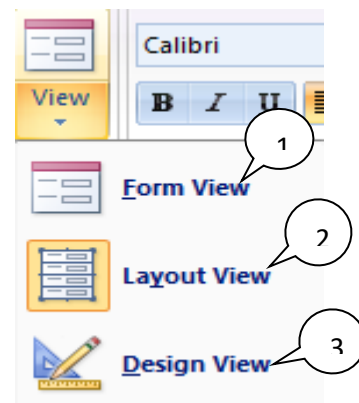 Calibri
View
B I U
1
Form View
2
Layout View
3
Design View